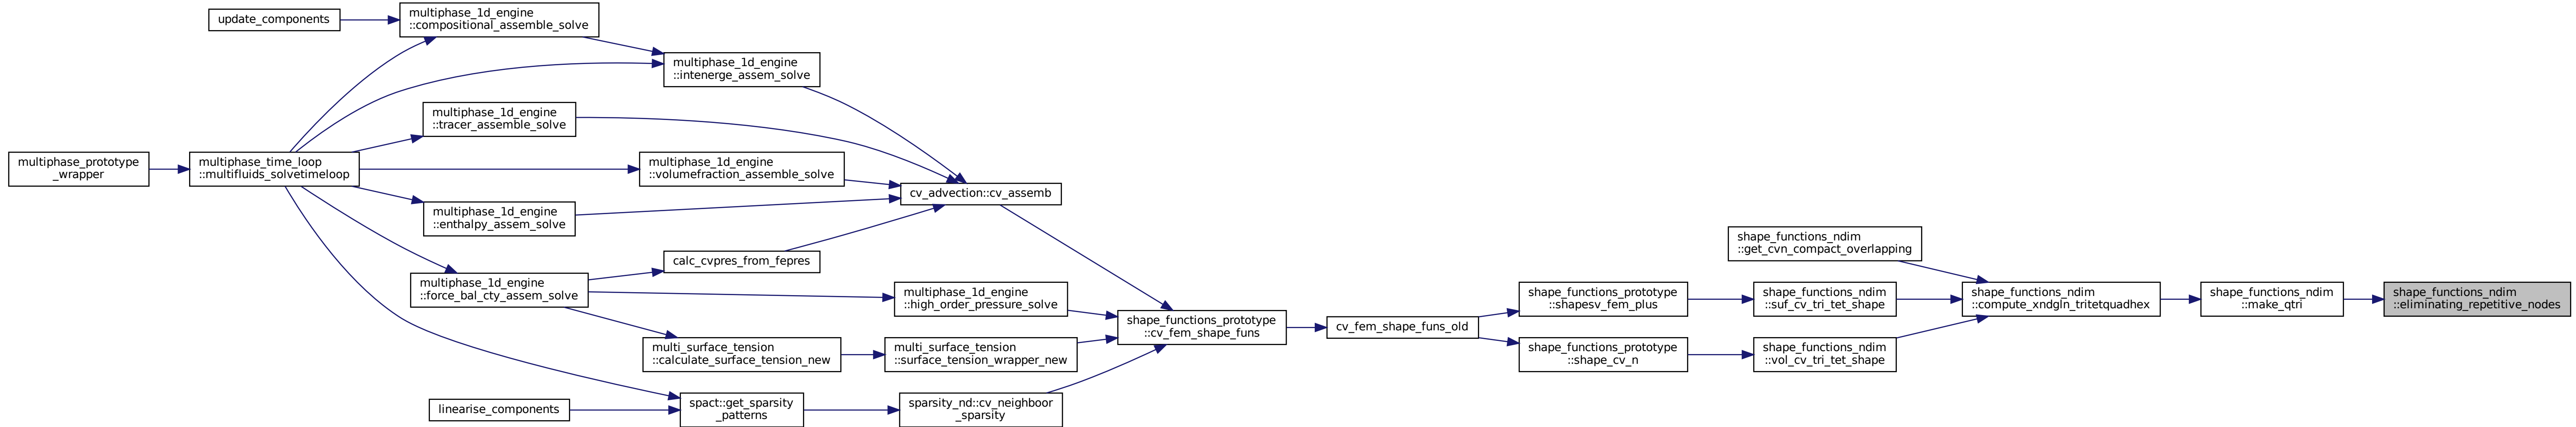 update_components
multiphase_1d_engine
::compositional_assemble_solve
multiphase_1d_engine
::intenerge_assem_solve
multiphase_1d_engine
::tracer_assemble_solve
multiphase_prototype
_wrapper
multiphase_time_loop
::multifluids_solvetimeloop
multiphase_1d_engine
::volumefraction_assemble_solve
cv_advection::cv_assemb
multiphase_1d_engine
::enthalpy_assem_solve
calc_cvpres_from_fepres
multiphase_1d_engine
::force_bal_cty_assem_solve
multiphase_1d_engine
::high_order_pressure_solve
multi_surface_tension
::calculate_surface_tension_new
multi_surface_tension
::surface_tension_wrapper_new
linearise_components
spact::get_sparsity
_patterns
sparsity_nd::cv_neighboor
_sparsity
shape_functions_prototype
::cv_fem_shape_funs
cv_fem_shape_funs_old
shape_functions_prototype
::shapesv_fem_plus
shape_functions_prototype
::shape_cv_n
shape_functions_ndim
::get_cvn_compact_overlapping
shape_functions_ndim
::suf_cv_tri_tet_shape
shape_functions_ndim
::vol_cv_tri_tet_shape
shape_functions_ndim
::compute_xndgln_tritetquadhex
shape_functions_ndim
::make_qtri
shape_functions_ndim
::eliminating_repetitive_nodes